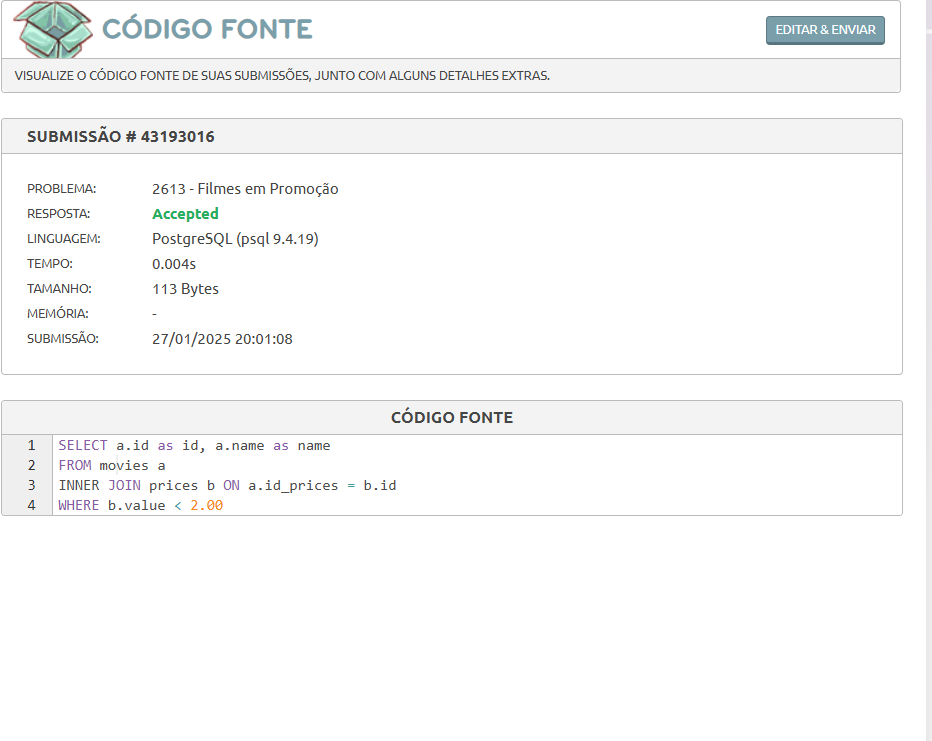 CÓDIGO FONTE
EDITAR & ENVIAR
VISUALIZE O CÓDIGO FONTE DE SUAS SUBMISSÕES, JUNTO COM ALGUNS DETALHES EXTRAS.
SUBMISSÃO # 43193016
PROBLEMA: 2613 - Filmes em Promoção
RESPOSTA: Accepted
LINGUAGEM: PostgreSQL (psql 9.4.19)
TEMPO: 0.004s
TAMANHO: 113 Bytes
MEMÓRIA: -
SUBMISSÃO: 27/01/2025 20:01:08
CÓDIGO FONTE
1 SELECT a.id as id, a.name as name
2 FROM movies a
3 INNER JOIN prices b ON a.id_prices = b.id
4 WHERE b.value < 2.00